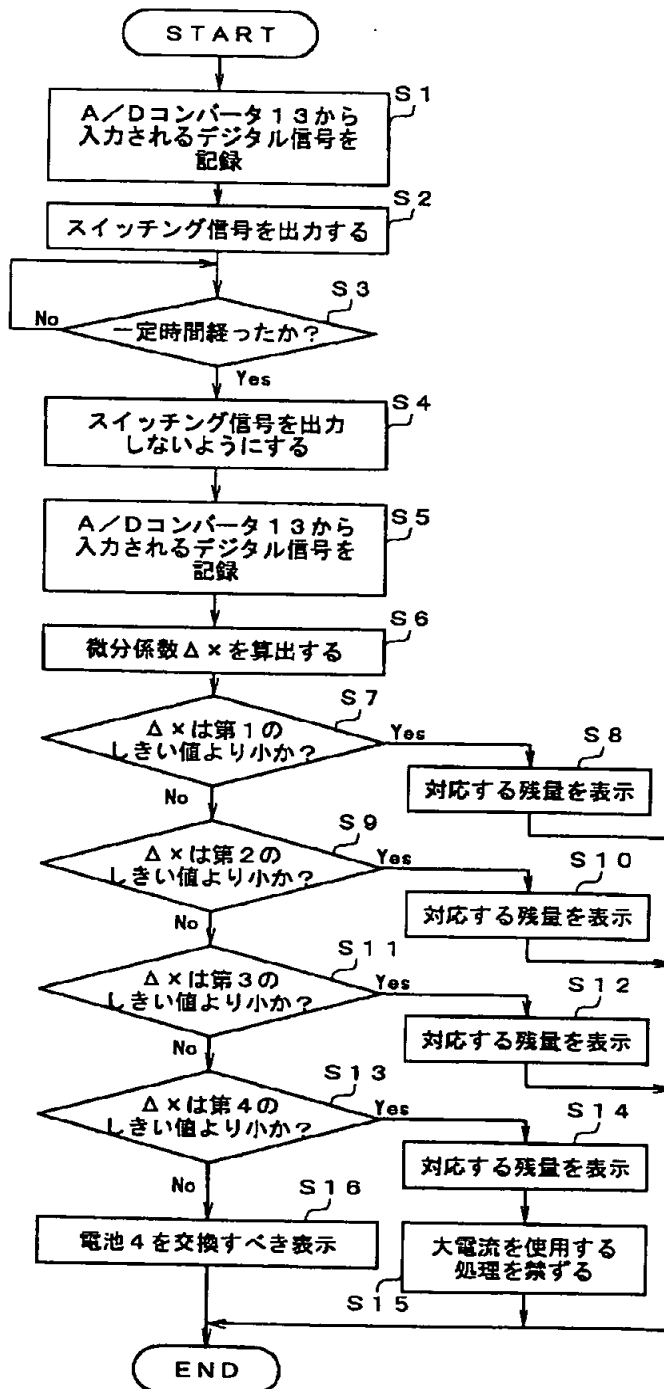 START
S1
A／Dコンバータ13から
入力されるデジタル信号を
記録
S2
スイッチング信号を出力する
S3
一定時間経ったか？
No
Yes
S4
スイッチング信号を出力
しないようにする
S5
A／Dコンバータ13から
入力されるデジタル信号を
記録
S6
微分係数Δ×を算出する
S7
Δ×は第1の
しきい値より小か？
Yes
No
S8
対応する残量を表示
S9
Δ×は第2の
しきい値より小か？
Yes
No
S10
対応する残量を表示
S11
Δ×は第3の
しきい値より小か？
Yes
No
S12
対応する残量を表示
S13
Δ×は第4の
しきい値より小か？
Yes
No
S14
対応する残量を表示
S16
電池4を交換すべき表示
大電流を使用する
処理を禁ずる
S15
END